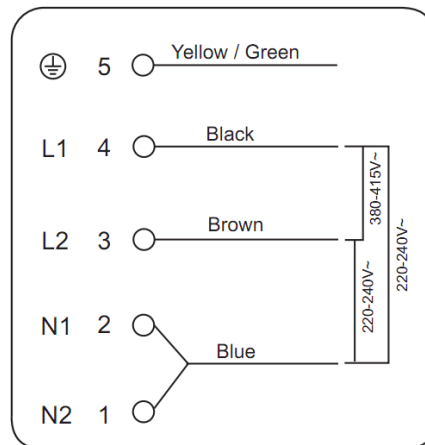 5 Yellow / Green
L1 4 Black
380-415V~
220-240V~
L2 3 Brown
220-240V~
N1 2
Blue
N2 1